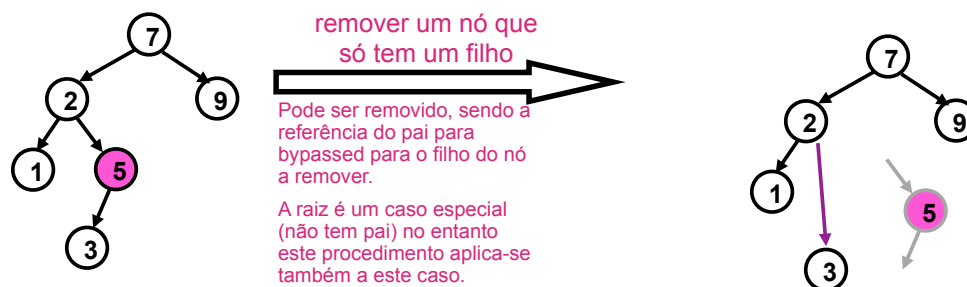 remover um nó que
só tem um filho
7
2
9
1
5
3
Pode ser removido, sendo a
referência do pai para
bypassed para o filho do nó
a remover.
A raiz é um caso especial
(não tem pai) no entanto
este procedimento aplica-se
também a este caso.
7
2
9
1
5
3